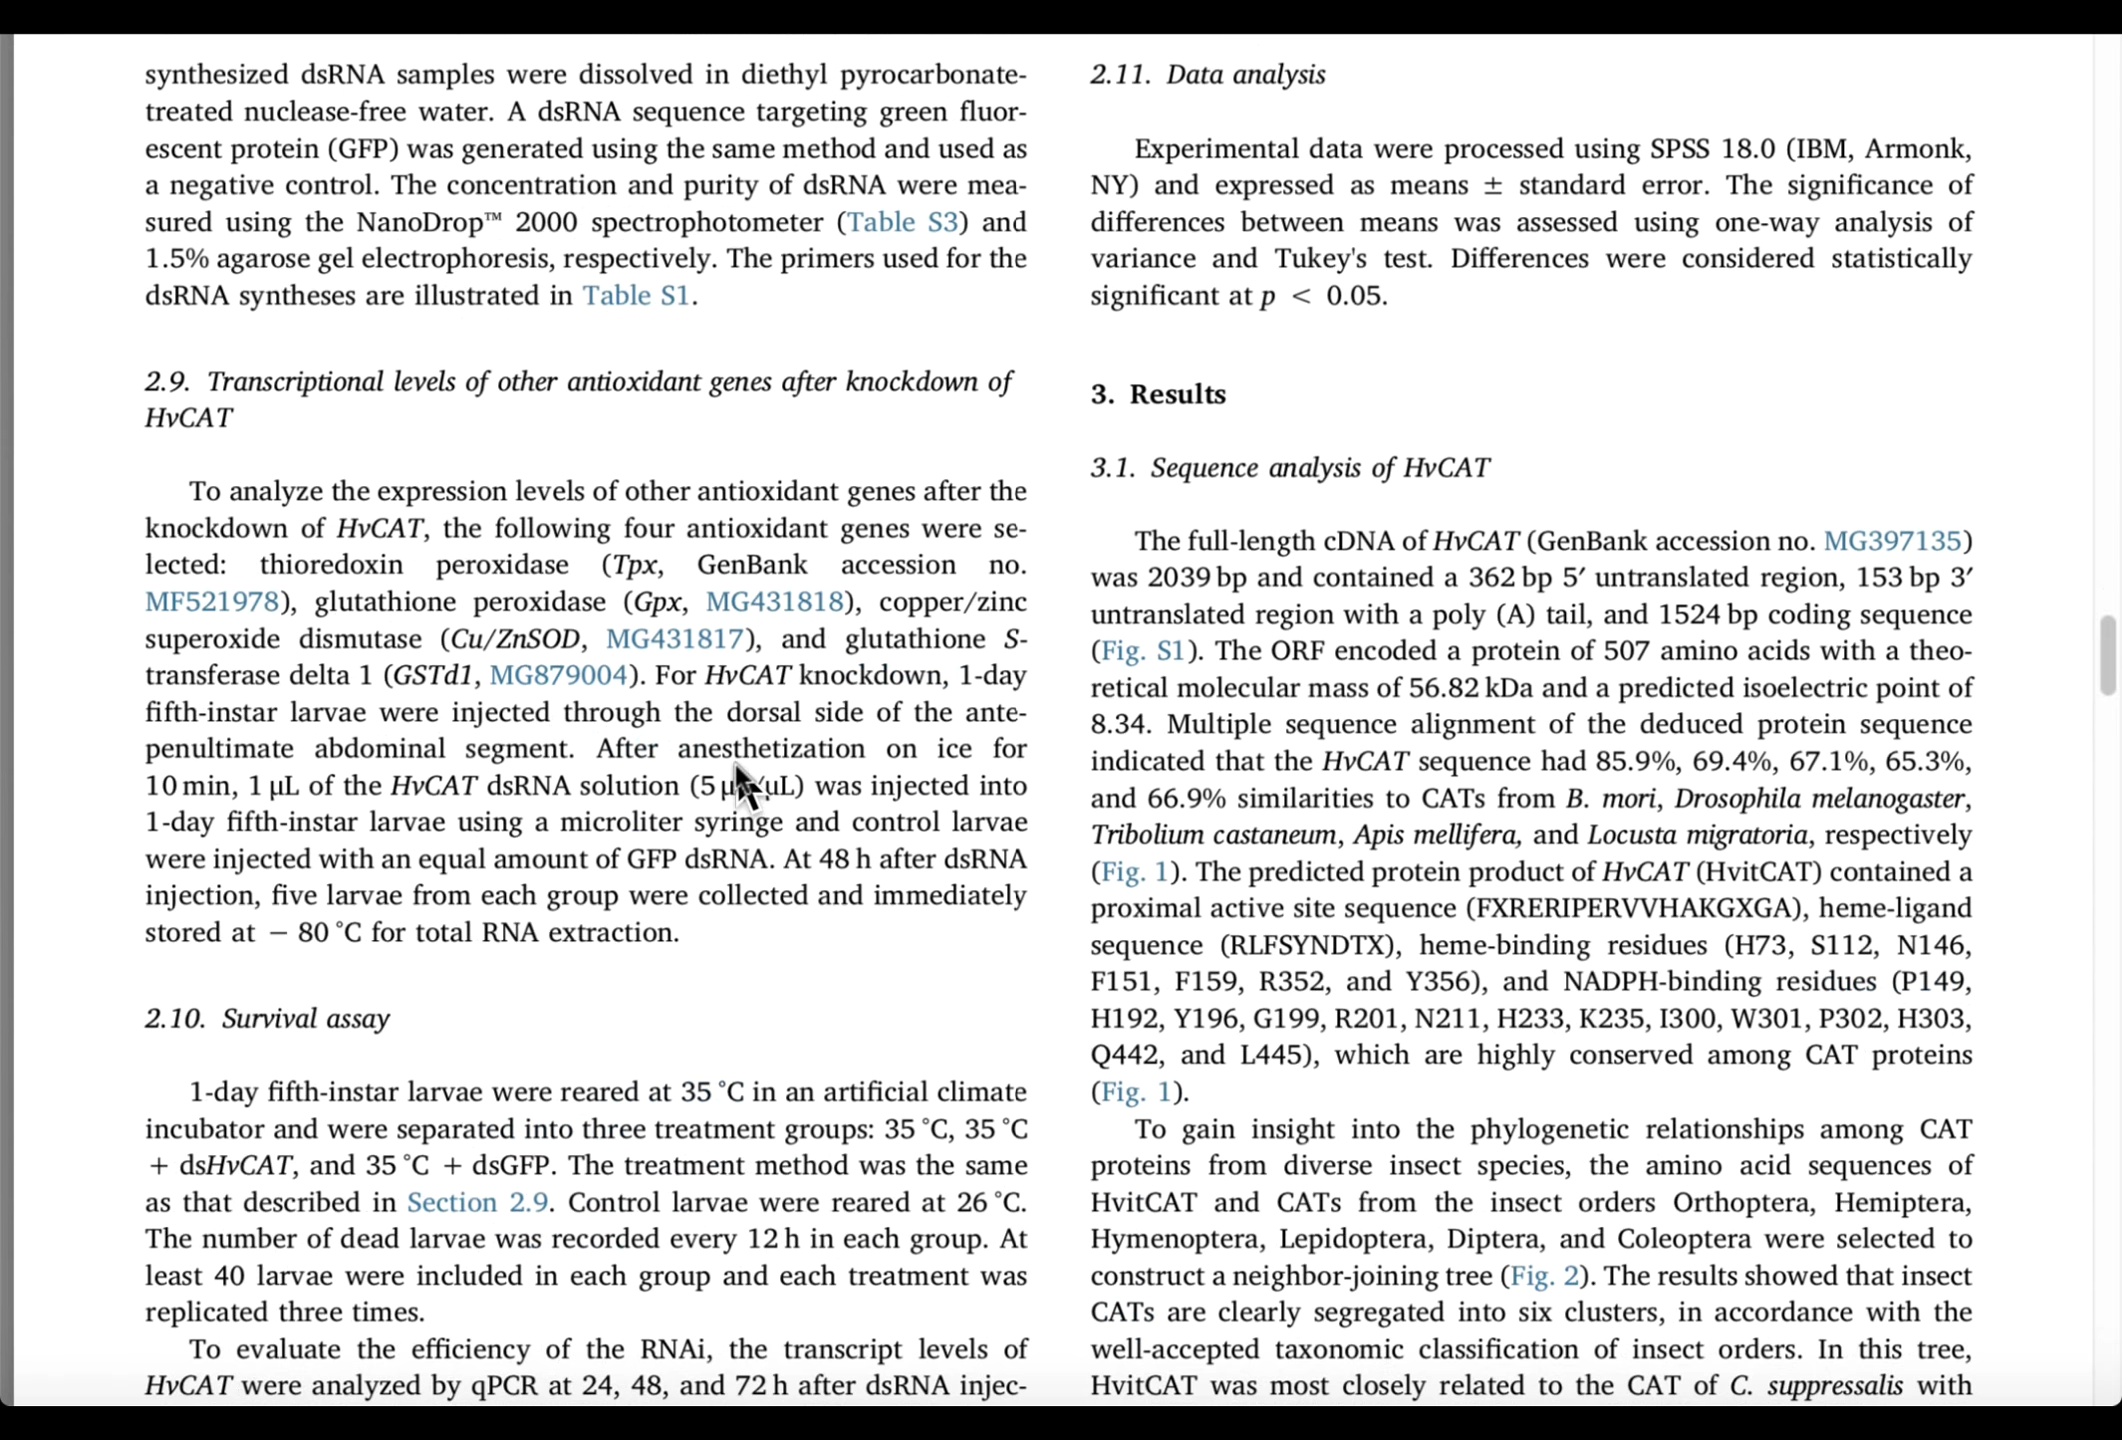 synthesized dsRNA samples were dissolved in diethyl pyrocarbonate-
treated nuclease-free water. A dsRNA sequence targeting green fluor-
escent protein (GFP) was generated using the same method and used as
a negative control. The concentration and purity of dsRNA were mea-
sured using the NanoDrop™ 2000 spectrophotometer (Table S3) and
1.5% agarose gel electrophoresis, respectively. The primers used for the
dsRNA syntheses are illustrated in Table S1.
2.9. Transcriptional levels of other antioxidant genes after knockdown of
HvCAT
To analyze the expression levels of other antioxidant genes after the
knockdown of HvCAT, the following four antioxidant genes were se-
lected: thioredoxin peroxidase (Tpx, GenBank accession no.
MF521978), glutathione peroxidase (Gpx, MG431818), copper/zinc
superoxide dismutase (Cu/ZnSOD, MG431817), and glutathione S-
transferase delta 1 (GSTd1, MG879004). For HvCAT knockdown, 1-day
fifth-instar larvae were injected through the dorsal side of the ante-
penultimate abdominal segment. After anesthetization on ice for
10 min, 1 μL of the HvCAT dsRNA solution (5 was injected into
1-day fifth-instar larvae using a microliter syringe and control larvae
were injected with an equal amount of GFP dsRNA. At 48 h after dsRNA
injection, five larvae from each group were collected and immediately
stored at − 80 °C for total RNA extraction.
2.10. Survival assay
1-day fifth-instar larvae were reared at 35 °C in an artificial climate
incubator and were separated into three treatment groups: 35 °C, 35 °C
+ dsHvCAT, and 35 °C + dsGFP. The treatment method was the same
as that described in Section 2.9. Control larvae were reared at 26 °C.
The number of dead larvae was recorded every 12 h in each group. At
least 40 larvae were included in each group and each treatment was
replicated three times.
To evaluate the efficiency of the RNAi, the transcript levels of
HvCAT were analyzed by qPCR at 24, 48, and 72 h after dsRNA injec-
2.11. Data analysis
Experimental data were processed using SPSS 18.0 (IBM, Armonk,
NY) and expressed as means ± standard error. The significance of
differences between means was assessed using one-way analysis of
variance and Tukey's test. Differences were considered statistically
significant at p < 0.05.
3. Results
3.1. Sequence analysis of HvCAT
The full-length cDNA of HvCAT (GenBank accession no. MG397135)
was 2039 bp and contained a 362 bp 5′ untranslated region, 153 bp 3′
untranslated region with a poly (A) tail, and 1524 bp coding sequence
(Fig. S1). The ORF encoded a protein of 507 amino acids with a theo-
retical molecular mass of 56.82 kDa and a predicted isoelectric point of
8.34. Multiple sequence alignment of the deduced protein sequence
indicated that the HvCAT sequence had 85.9%, 69.4%, 67.1%, 65.3%,
and 66.9% similarities to CATs from B. mori, Drosophila melanogaster,
Tribolium castaneum, Apis mellifera, and Locusta migratoria, respectively
(Fig. 1). The predicted protein product of HvCAT (HvitCAT) contained a
proximal active site sequence (FXRERIPERVVHAKGXGA), heme-ligand
sequence (RLFSYNDTX), heme-binding residues (H73, S112, N146,
F151, F159, R352, and Y356), and NADPH-binding residues (P149,
H192, Y196, G199, R201, N211, H233, K235, I300, W301, P302, H303,
Q442, and L445), which are highly conserved among CAT proteins
(Fig. 1).
To gain insight into the phylogenetic relationships among CAT
proteins from diverse insect species, the amino acid sequences of
HvitCAT and CATs from the insect orders Orthoptera, Hemiptera,
Hymenoptera, Lepidoptera, Diptera, and Coleoptera were selected to
construct a neighbor-joining tree (Fig. 2). The results showed that insect
CATs are clearly segregated into six clusters, in accordance with the
well-accepted taxonomic classification of insect orders. In this tree,
HvitCAT was most closely related to the CAT of C. suppressalis with